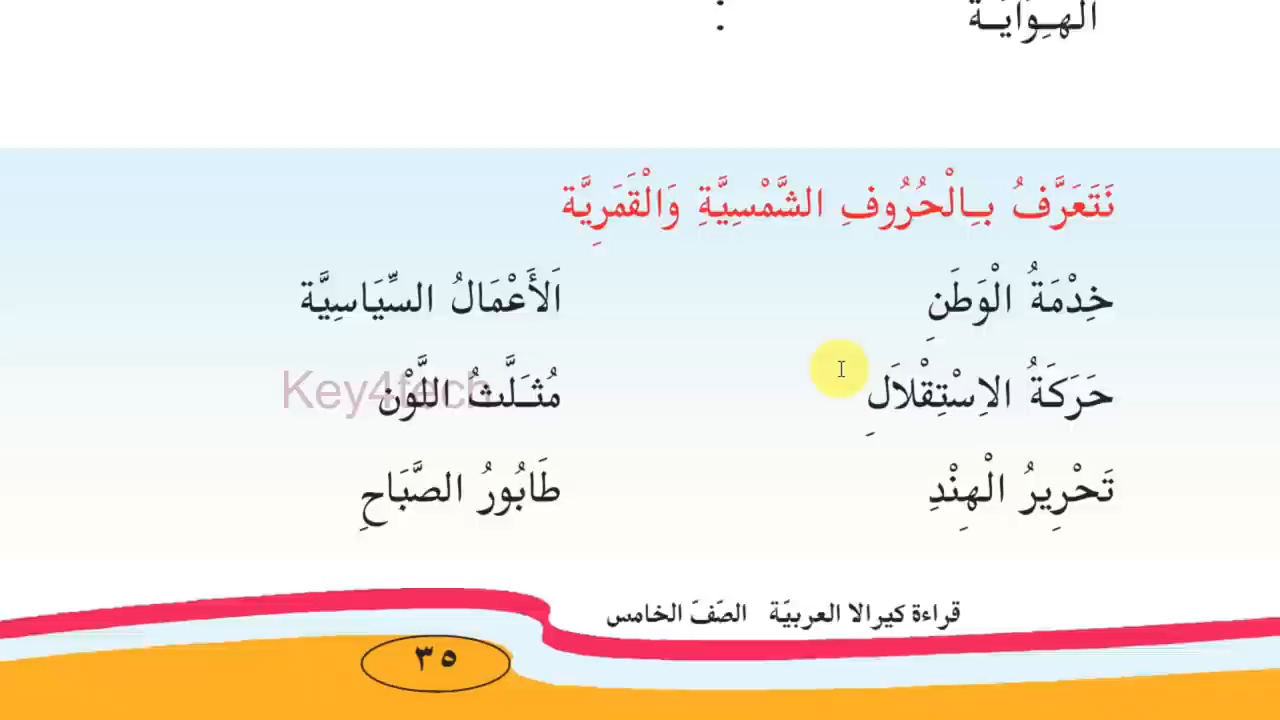 الْهِوَايَة :
نَتَعَرَّفُ بِالْحُرُوفِ الشَّمْسِيَّةِ وَالْقَمَرِيَّة
خِدْمَةُ الْوَطَنِ اَلأَعْمَالُ السِّيَاسِيَّة
حَرَكَةُ الاِسْتِقْلاَلِ مُثَلَّثُ اللَّوْن
Key4tech
تَحْرِيرُ الْهِنْدِ طَابُورُ الصَّبَاحِ
قراءة كيرالا العربيّة الصّفّ الخامس
٣٥